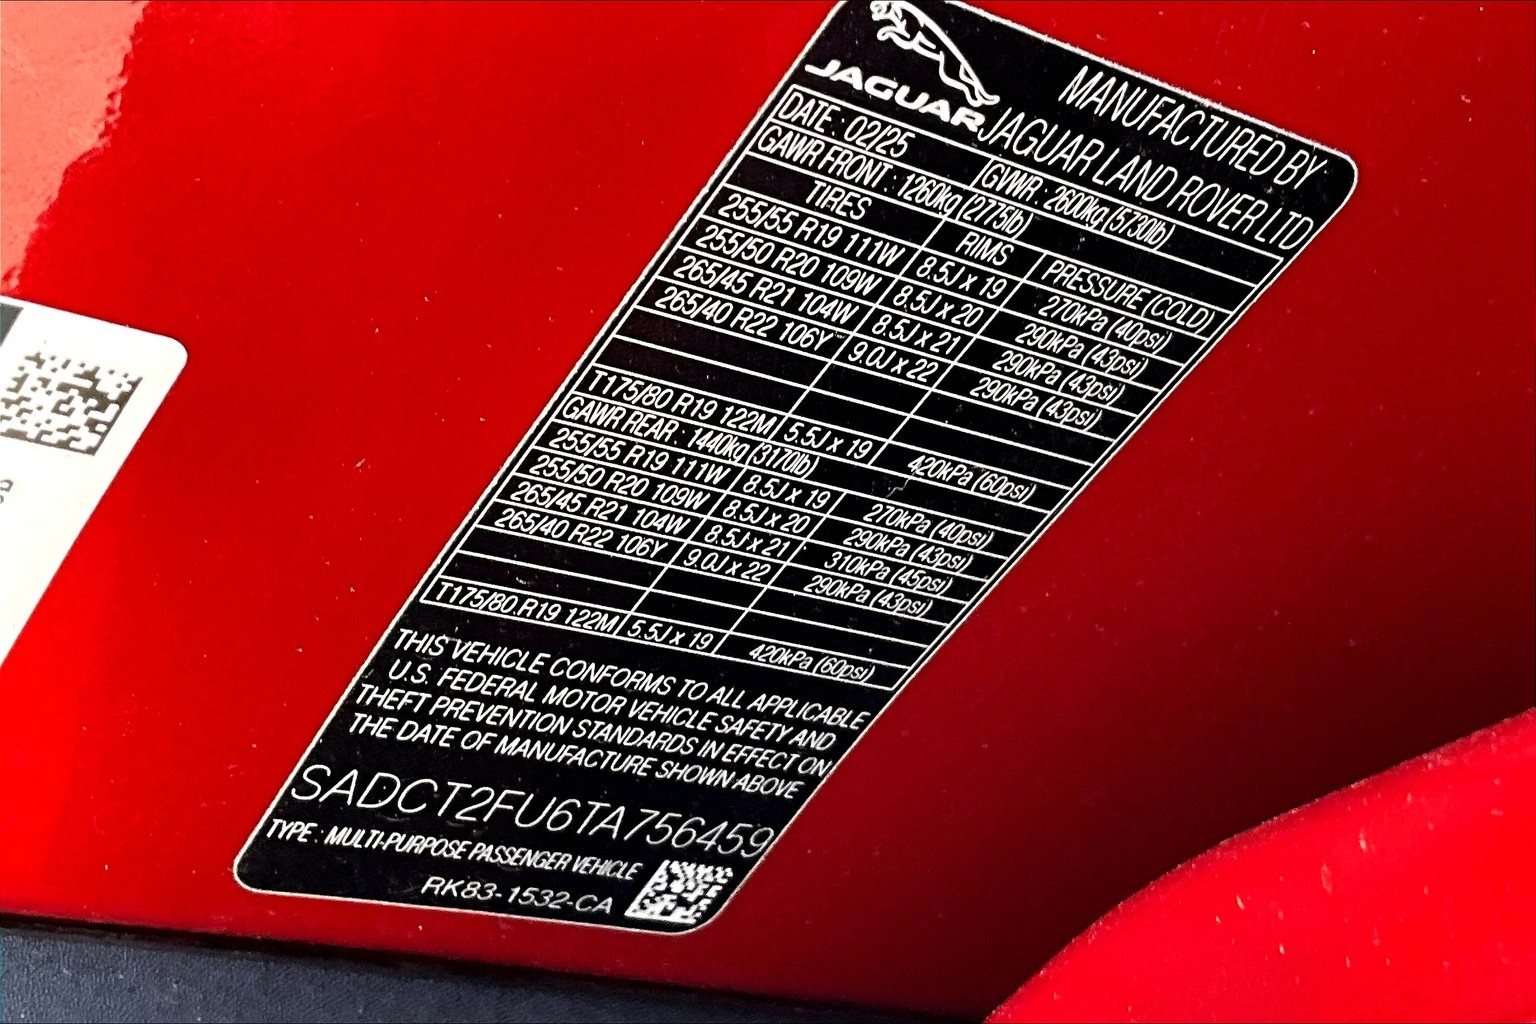 JAGUAR
MANUFACTURED BY
JAGUAR LAND ROVER LTD
DATE : 02/25 GVWR : 2600kg (5730lb)
GAWR FRONT : 1260kg (2775lb)
TIRES RIMS PRESSURE (COLD)
255/55 R19 111W 8.5J x 19 270kPa (40psi)
255/50 R20 109W 8.5J x 20 290kPa (43psi)
265/45 R21 104W 8.5J x 21 290kPa (43psi)
265/40 R22 106Y 9.0J x 22 290kPa (43psi)
T175/80 R19 122M 5.5J x 19 420kPa (60psi)
GAWR REAR : 1440kg (3170lb)
255/55 R19 111W 8.5J x 19 270kPa (40psi)
255/50 R20 109W 8.5J x 20 290kPa (43psi)
265/45 R21 104W 8.5J x 21 310kPa (45psi)
265/40 R22 106Y 9.0J x 22 290kPa (43psi)
T175/80 R19 122M 5.5J x 19 420kPa (60psi)
THIS VEHICLE CONFORMS TO ALL APPLICABLE
U.S. FEDERAL MOTOR VEHICLE SAFETY AND
THEFT PREVENTION STANDARDS IN EFFECT ON
THE DATE OF MANUFACTURE SHOWN ABOVE
SADCT2FU6TA756459
TYPE : MULTI-PURPOSE PASSENGER VEHICLE
RK83-1532-CA